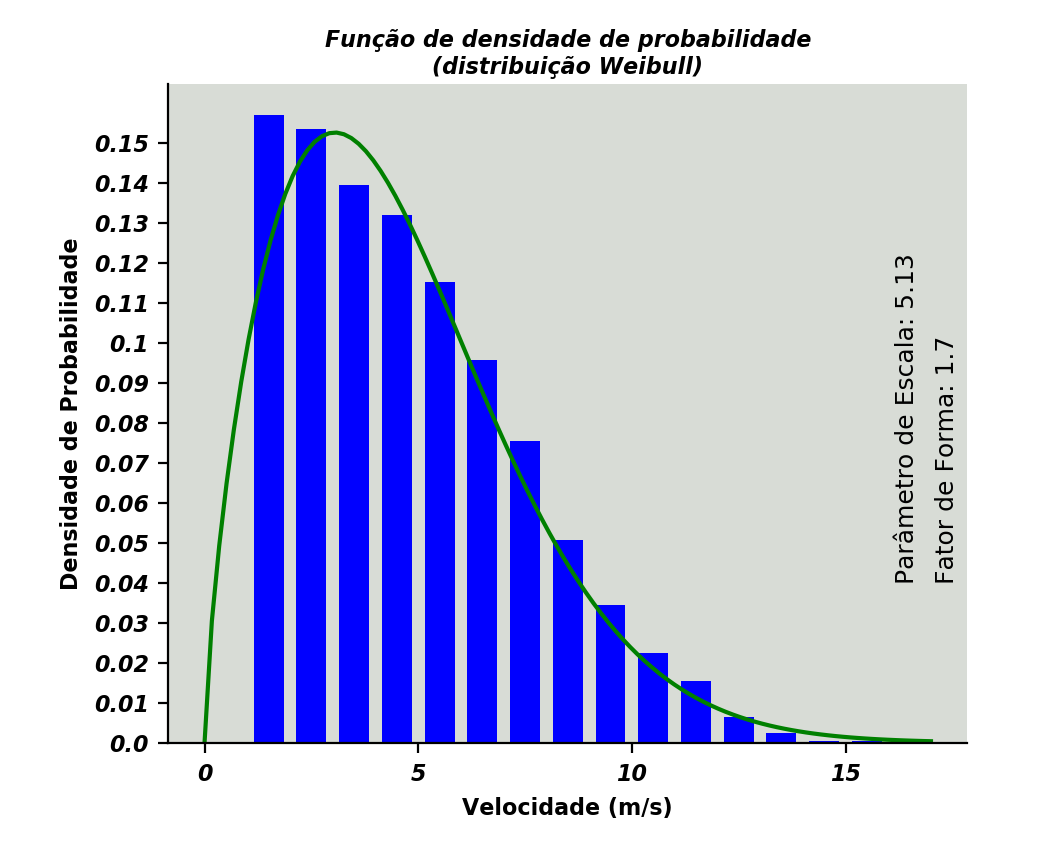 Função de densidade de probabilidade
(distribuição Weibull)
Densidade de Probabilidade
0.15
0.14
0.13
0.12
0.11
0.1
0.09
0.08
0.07
0.06
0.05
0.04
0.03
0.02
0.01
0.0
Parâmetro de Escala: 5.13
Fator de Forma: 1.7
0 5 10 15
Velocidade (m/s)